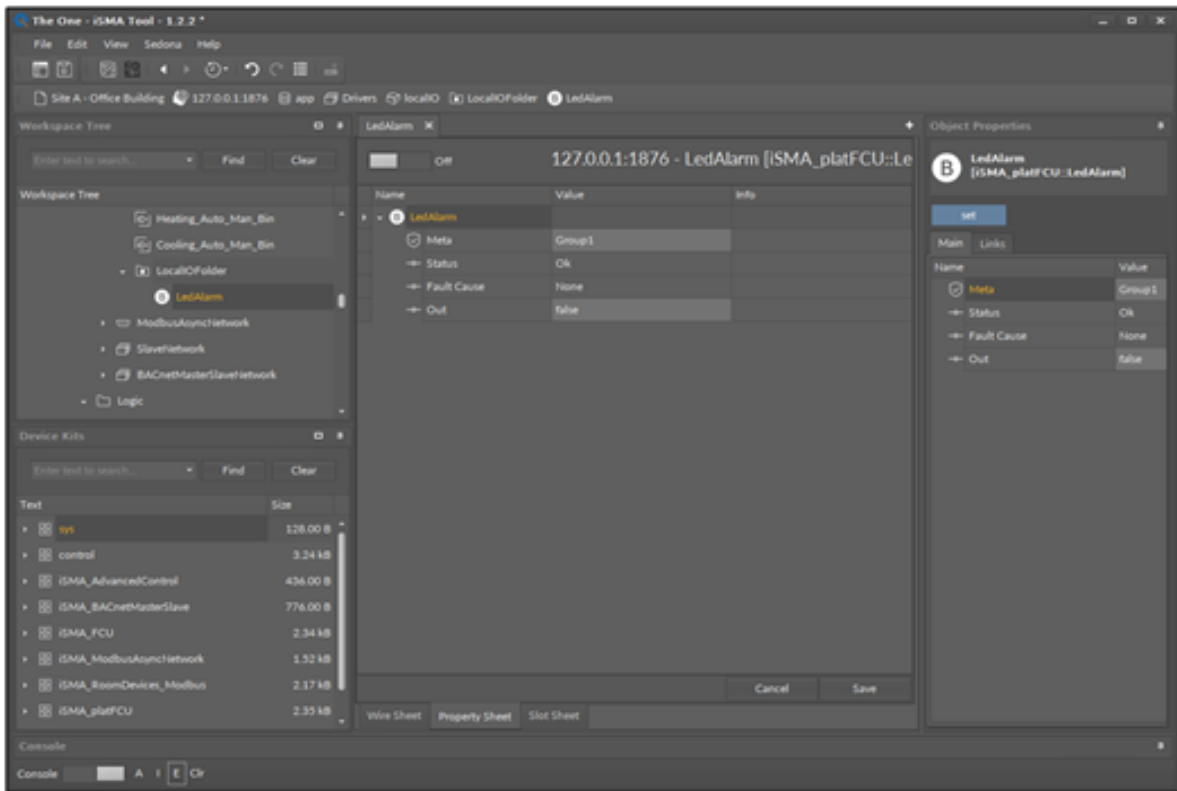 The One - iSMA Tool - 1.2.2 *
File Edit View Sedona Help
Site A - Office Building 127.0.0.1:1876 app Drivers localIO LocalIOFolder LedAlarm
Workspace Tree
Enter text to search... Find Clear
Workspace Tree
Heating_Auto_Man_Bin
Cooling_Auto_Man_Bin
LocalIOFolder
LedAlarm
ModbusAsyncNetwork
SlaveNetwork
BACnetMasterSlaveNetwork
Logic
Device Kits
Enter text to search... Find Clear
Text Size
sys 128.00 B
control 3.24 kB
iSMA_AdvancedControl 436.00 B
iSMA_BACnetMasterSlave 776.00 B
iSMA_FCU 2.34 kB
iSMA_ModbusAsyncNetwork 1.52 kB
iSMA_RoomDevices_Modbus 2.17 kB
iSMA_platFCU 2.35 kB
LedAlarm
Off 127.0.0.1:1876 - LedAlarm [iSMA_platFCU::Le
Name Value Info
B LedAlarm
Meta Group1
Status Ok
Fault Cause None
Out false
Cancel Save
Wire Sheet Property Sheet Slot Sheet
Object Properties
B LedAlarm
[iSMA_platFCU::LedAlarm]
set
Main Links
Name Value
Meta Group1
Status Ok
Fault Cause None
Out false
Console
Console A I E Clr